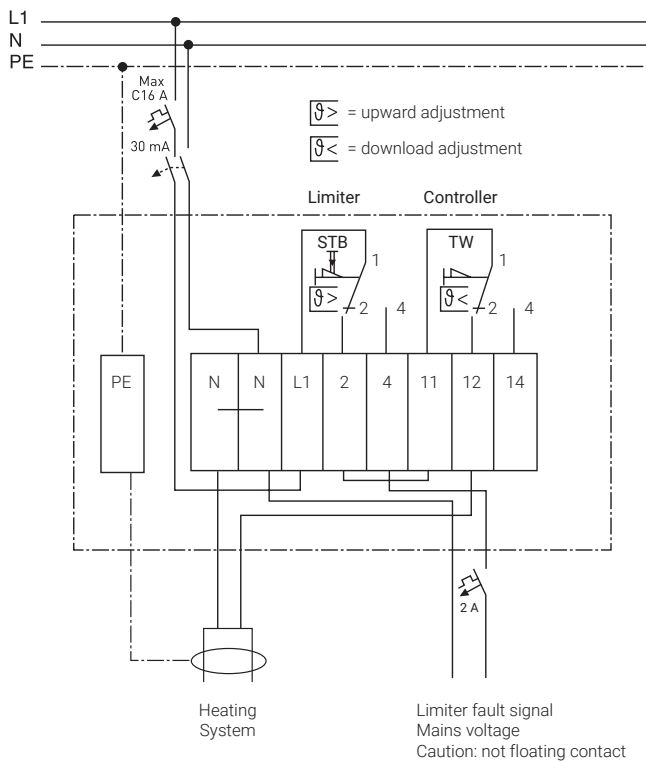 L1
N
PE
Max
C16 A
30 mA
ϑ> = upward adjustment
ϑ< = download adjustment
Limiter
Controller
STB
TW
1
1
ϑ>
2
4
ϑ<
2
4
PE
N
N
L1
2
4
11
12
14
2 A
Heating
System
Limiter fault signal
Mains voltage
Caution: not floating contact